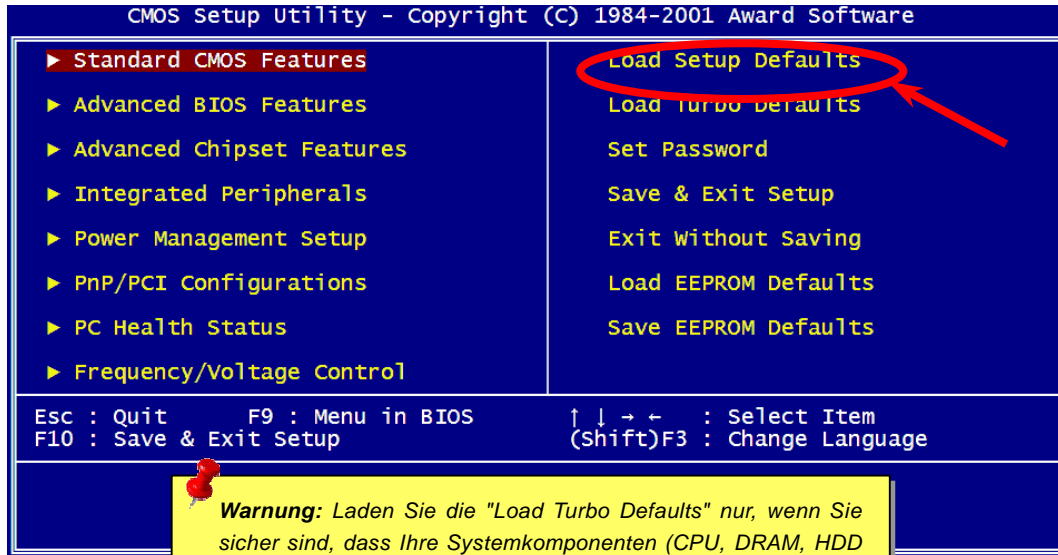 CMOS Setup Utility - Copyright (C) 1984-2001 Award Software
► Standard CMOS Features
► Advanced BIOS Features
► Advanced Chipset Features
► Integrated Peripherals
► Power Management Setup
► PnP/PCI Configurations
► PC Health Status
► Frequency/Voltage Control
Load Setup Defaults
Load Turbo Defaults
Set Password
Save & Exit Setup
Exit Without Saving
Load EEPROM Defaults
Save EEPROM Defaults
Esc : Quit F9 : Menu in BIOS ↑ ↓ → ← : Select Item
F10 : Save & Exit Setup (Shift)F3 : Change Language
Warnung: Laden Sie die "Load Turbo Defaults" nur, wenn Sie
sicher sind, dass Ihre Systemkomponenten (CPU, DRAM, HDD